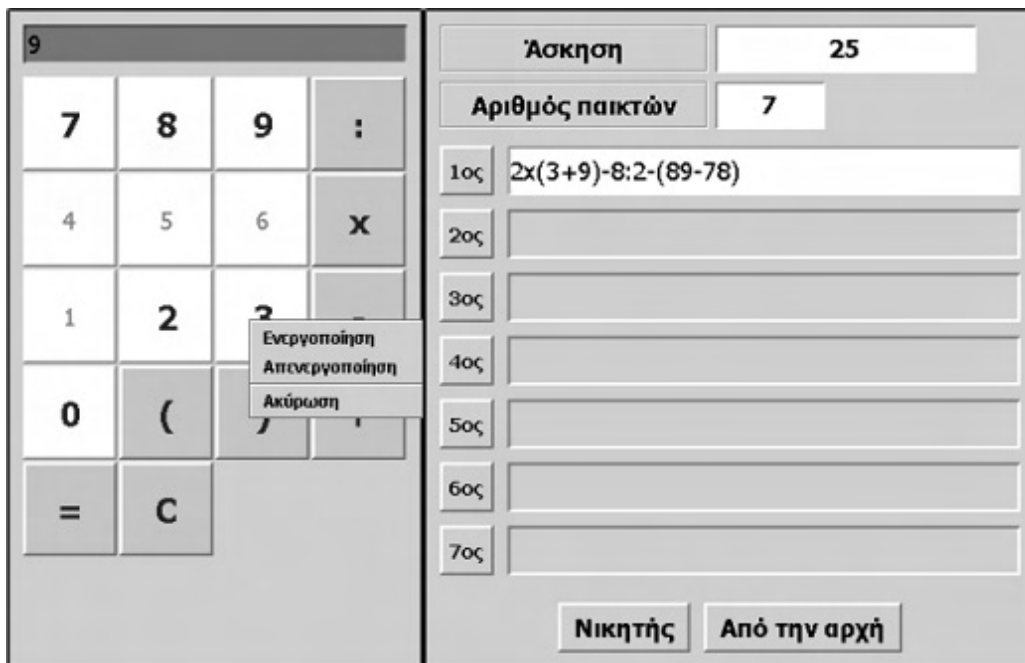 9
7 8 9 :
4 5 6 x
1 2 3 -
Ενεργοποίηση
Απενεργοποίηση
Ακύρωση
0 ( )
= C
Άσκηση 25
Αριθμός παικτών 7
1ος 2x(3+9)-8:2-(89-78)
2ος
3ος
4ος
5ος
6ος
7ος
Νικητής Από την αρχή